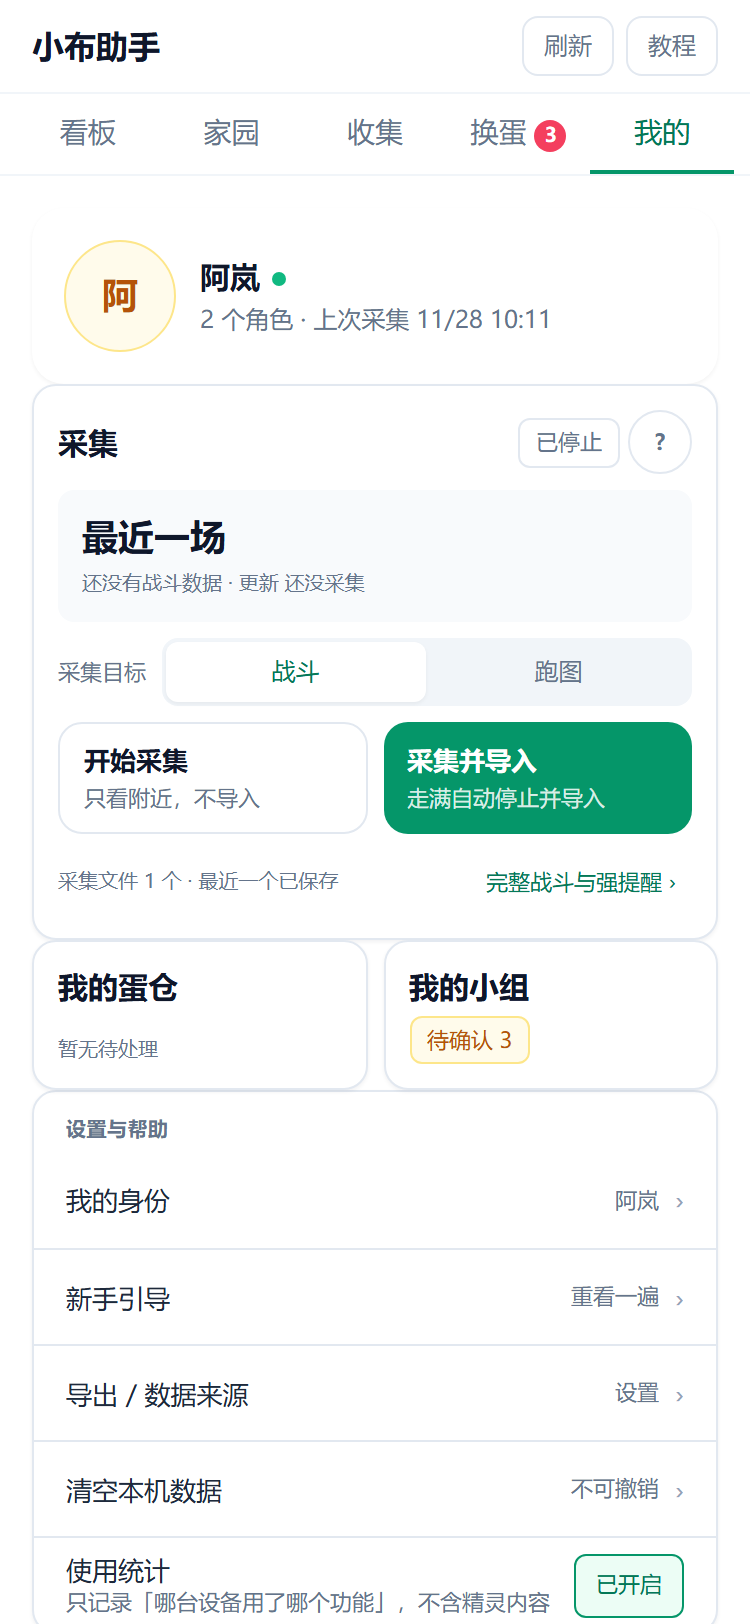 小布助手
刷新
教程
看板
家园
收集
换蛋 3
我的
阿
阿岚
2 个角色 · 上次采集 11/28 10:11
采集
已停止
?
最近一场
还没有战斗数据 · 更新 还没采集
采集目标
战斗
跑图
开始采集
只看附近，不导入
采集并导入
走满自动停止并导入
采集文件 1 个 · 最近一个已保存
完整战斗与强提醒 ›
我的蛋仓
暂无待处理
我的小组
待确认 3
设置与帮助
我的身份
阿岚 ›
新手引导
重看一遍 ›
导出 / 数据来源
设置 ›
清空本机数据
不可撤销 ›
使用统计
只记录「哪台设备用了哪个功能」，不含精灵内容
已开启